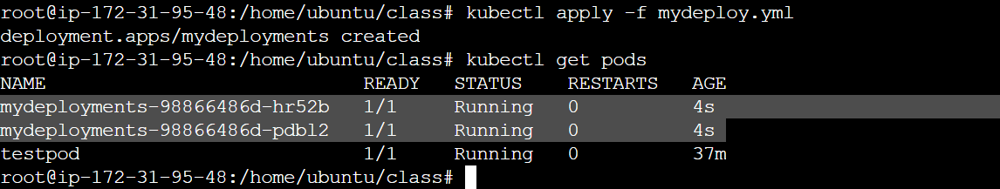 root@ip-172-31-95-48:/home/ubuntu/class# kubectl apply -f mydeploy.yml
deployment.apps/mydeployments created
root@ip-172-31-95-48:/home/ubuntu/class# kubectl get pods
NAME READY STATUS RESTARTS AGE
mydeployments-98866486d-hr52b 1/1 Running 0 4s
mydeployments-98866486d-pdbl2 1/1 Running 0 4s
testpod 1/1 Running 0 37m
root@ip-172-31-95-48:/home/ubuntu/class#